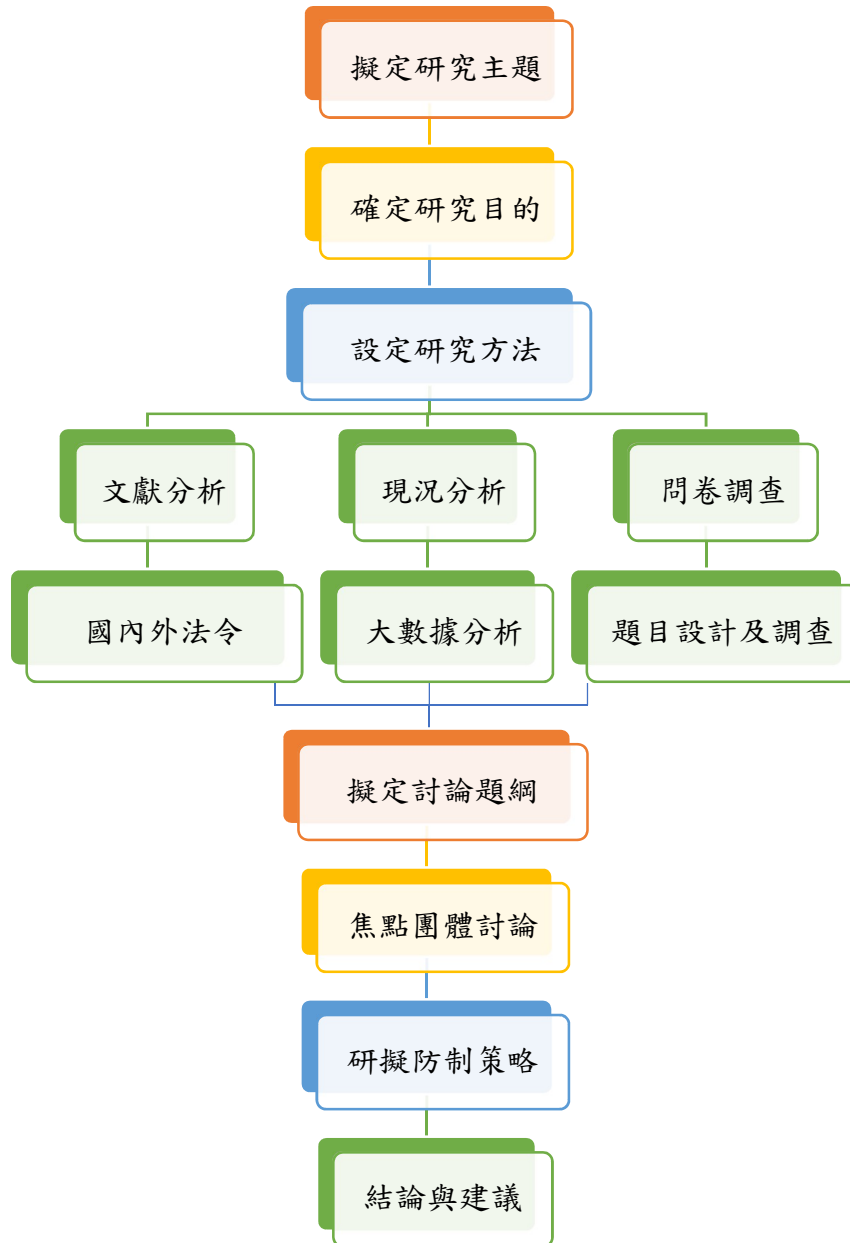 擬定研究主題
確定研究目的
設定研究方法
文獻分析
現況分析
問卷調查
國內外法令
大數據分析
題目設計及調查
擬定討論題綱
焦點團體討論
研擬防制策略
結論與建議